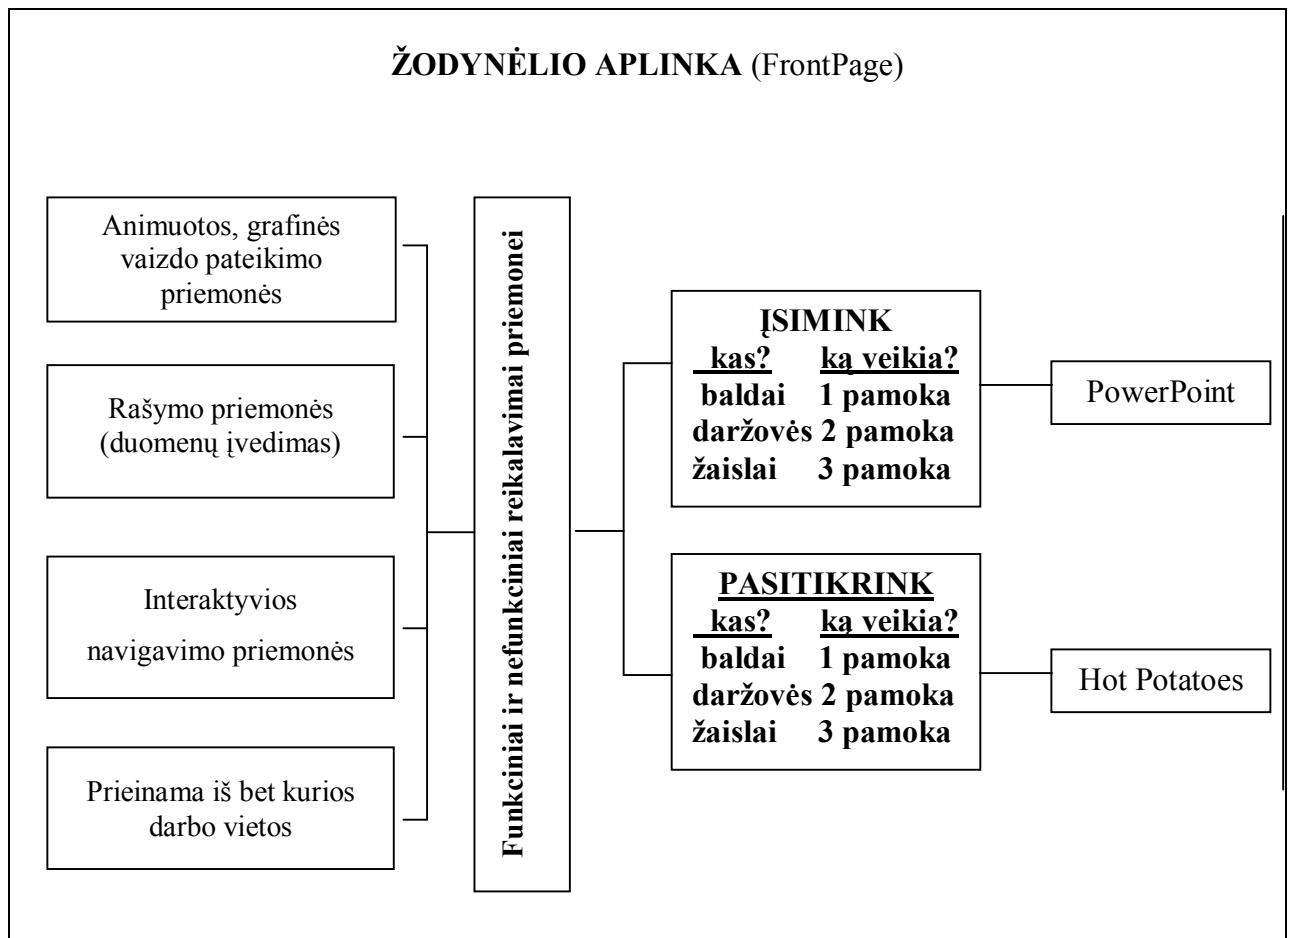 ŽODYNĖLIO APLINKA (FrontPage)
Animuotos, grafinės
vaizdo pateikimo
priemonės
Rašymo priemonės
(duomenų įvedimas)
Interaktyvios
navigavimo priemonės
Prieinama iš bet kurios
darbo vietos
Funkciniai ir nefunkciniai reikalavimai priemonei
ĮSIMINK
kas? ką veikia?
baldai 1 pamoka
daržovės 2 pamoka
žaislai 3 pamoka
PowerPoint
PASITIKRINK
kas? ką veikia?
baldai 1 pamoka
daržovės 2 pamoka
žaislai 3 pamoka
Hot Potatoes